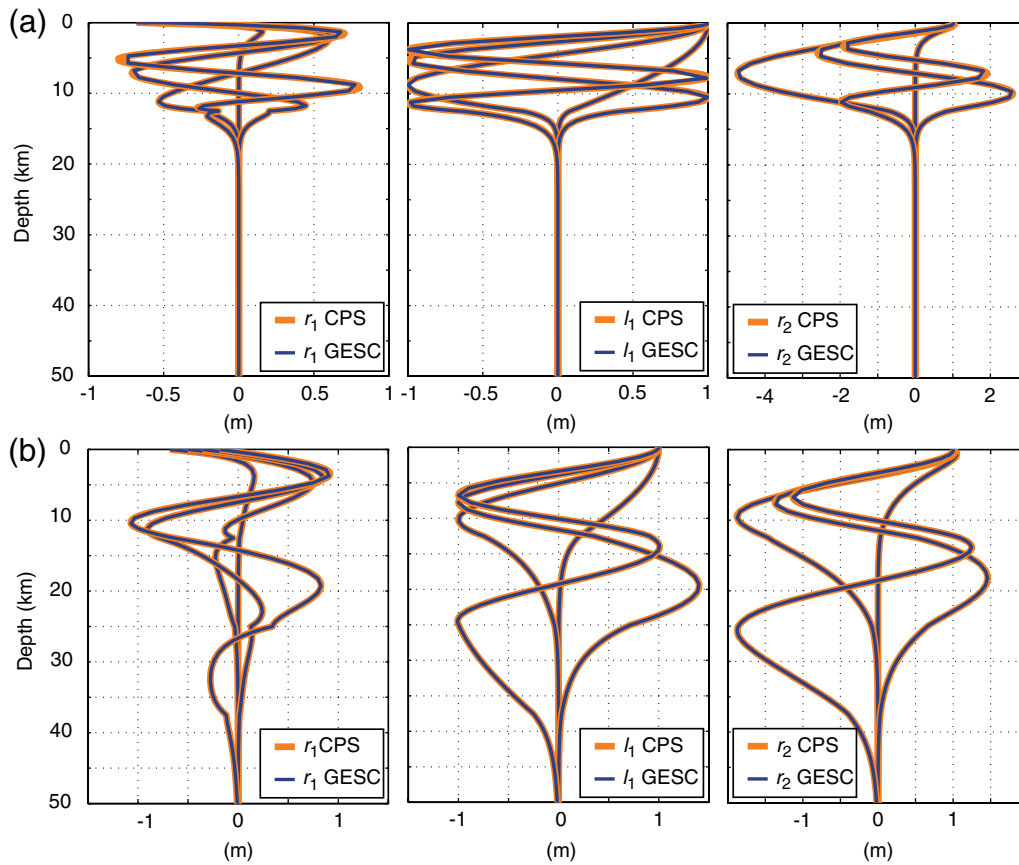 (a)
Depth (km)
0
10
20
30
40
50
-1
-0.5
0
0.5
1
(m)
r1 CPS
r1 GESC
-1
-0.5
0
0.5
1
(m)
l1 CPS
l1 GESC
-4
-2
0
2
(m)
r2 CPS
r2 GESC
(b)
Depth (km)
0
10
20
30
40
50
-1
0
1
(m)
r1CPS
r1 GESC
-1
0
1
(m)
l1 CPS
l1 GESC
-1
0
1
(m)
r2 CPS
r2 GESC